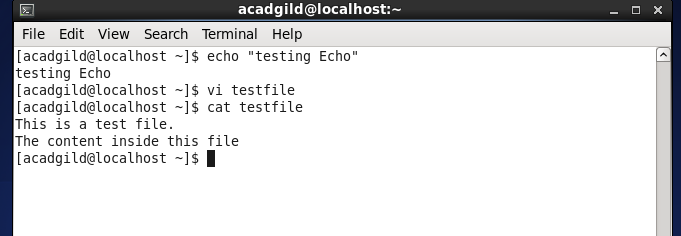 acadgild@localhost:~
File Edit View Search Terminal Help
[acadgild@localhost ~]$ echo "testing Echo"
testing Echo
[acadgild@localhost ~]$ vi testfile
[acadgild@localhost ~]$ cat testfile
This is a test file.
The content inside this file
[acadgild@localhost ~]$